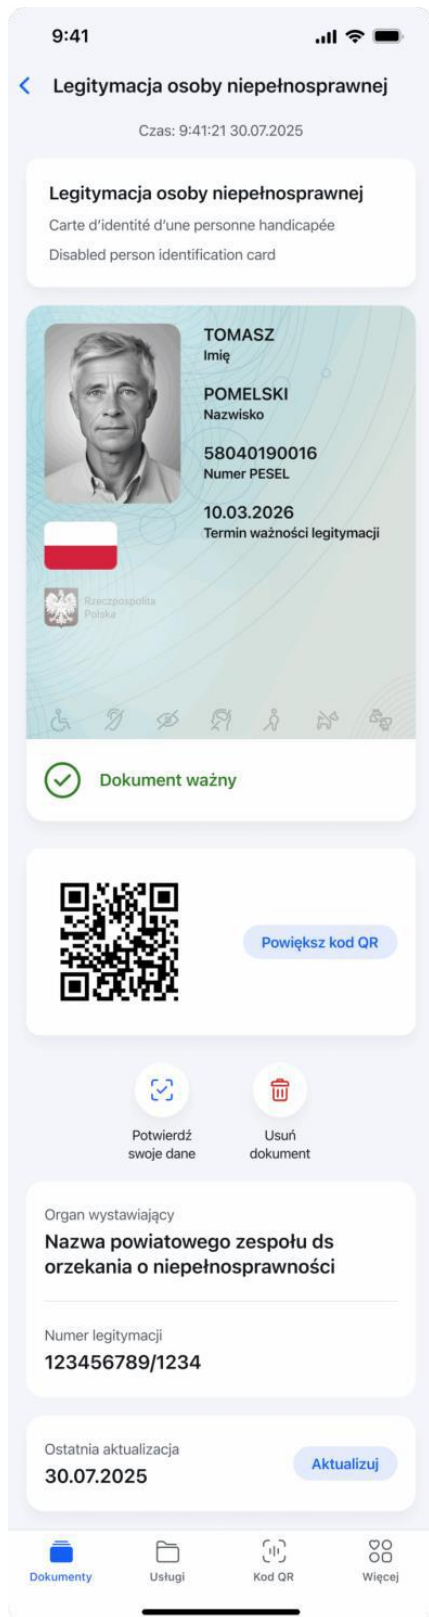 9:41
Legitymacja osoby niepełnosprawnej
Czas: 9:41:21 30.07.2025
Legitymacja osoby niepełnosprawnej
Carte d'identité d'une personne handicapée
Disabled person identification card
TOMASZ
Imię
POMELSKI
Nazwisko
58040190016
Numer PESEL
10.03.2026
Termin ważności legitymacji
Rzeczpospolita
Polska
Dokument ważny
Powiększ kod QR
Potwierdź
swoje dane
Usuń
dokument
Organ wystawiający
Nazwa powiatowego zespołu ds
orzekania o niepełnosprawności
Numer legitymacji
123456789/1234
Ostatnia aktualizacja
30.07.2025
Aktualizuj
Dokumenty
Usługi
Kod QR
Więcej